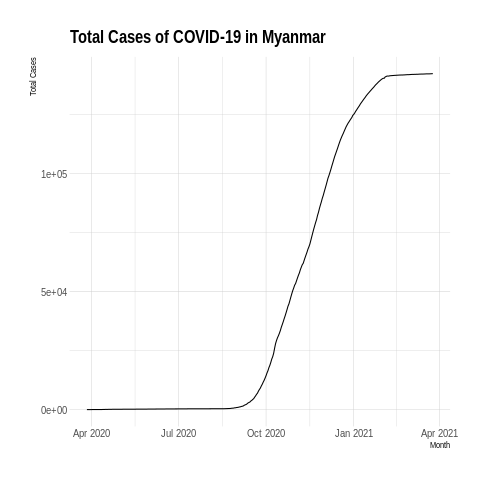 Total Cases of COVID-19 in Myanmar
Total Cases
1e+05
5e+04
0e+00
Apr 2020 Jul 2020 Oct 2020 Jan 2021 Apr 2021
Month